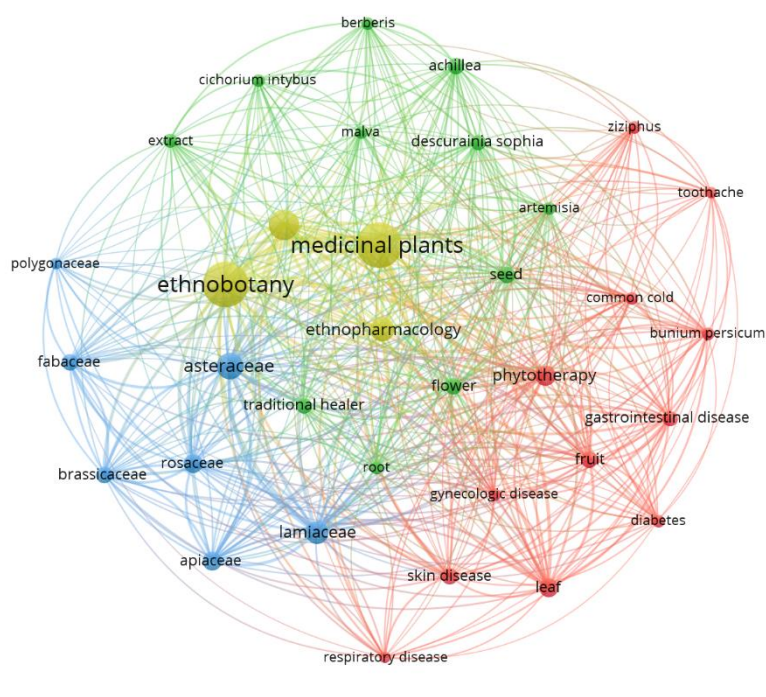 berberis
achillea
cichorium intybus
ziziphus
malva
extract
descurainia sophia
toothache
artemisia
medicinal plants
polygonaceae
seed
ethnobotany
common cold
ethnopharmacology
bunium persicum
fabaceae
asteraceae
phytotherapy
flower
traditional healer
gastrointestinal disease
rosaceae
fruit
root
brassicaceae
gynecologic disease
diabetes
lamiaceae
apiaceae
skin disease
leaf
respiratory disease